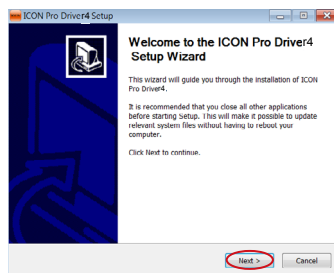 ICON Pro Driver4 Setup
Welcome to the ICON Pro Driver4
Setup Wizard
This wizard will guide you through the installation of ICON
Pro Driver4.
It is recommended that you close all other applications
before starting Setup. This will make it possible to update
relevant system files without having to reboot your
computer.
Click Next to continue.
Next >
Cancel